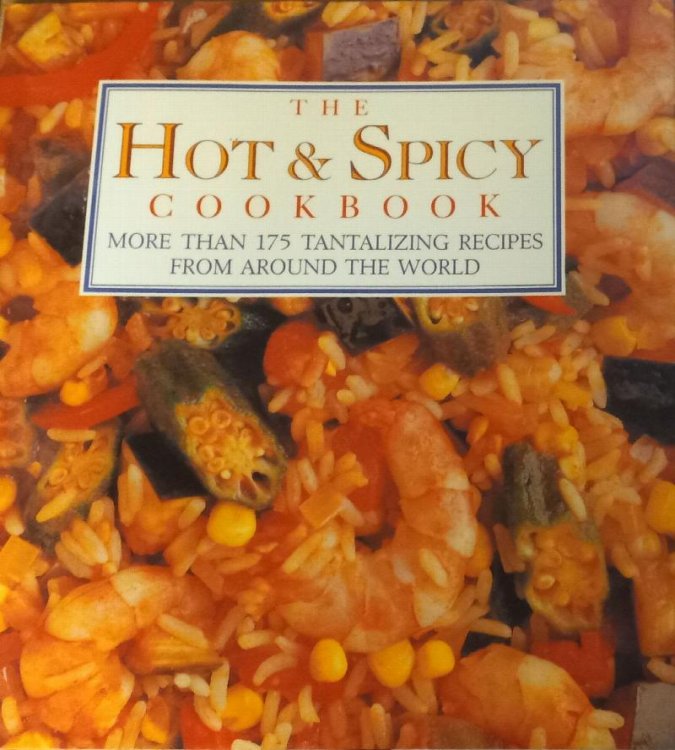 THE
HOT & SPICY
COOKBOOK
MORE THAN 175 TANTALIZING RECIPES
FROM AROUND THE WORLD